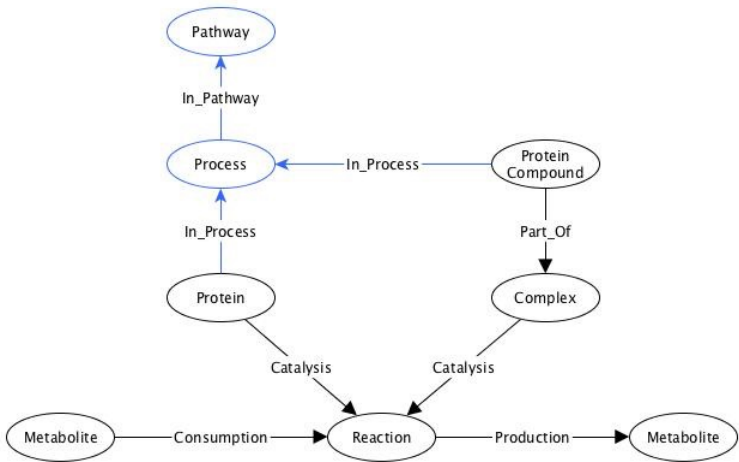 Pathway
In_Pathway
Process
In_Process
Protein
Compound
In_Process
Part_Of
Protein
Complex
Catalysis
Catalysis
Metabolite
Consumption
Reaction
Production
Metabolite